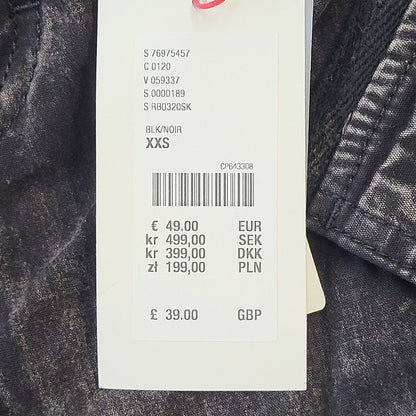 S 76975457
C 0120
V 059337
S 0000189
S RB0320SK
BLK/NOIR
XXS
CP643308
€ 49.00 EUR
kr 499,00 SEK
kr 399,00 DKK
zł 199,00 PLN
£ 39.00 GBP